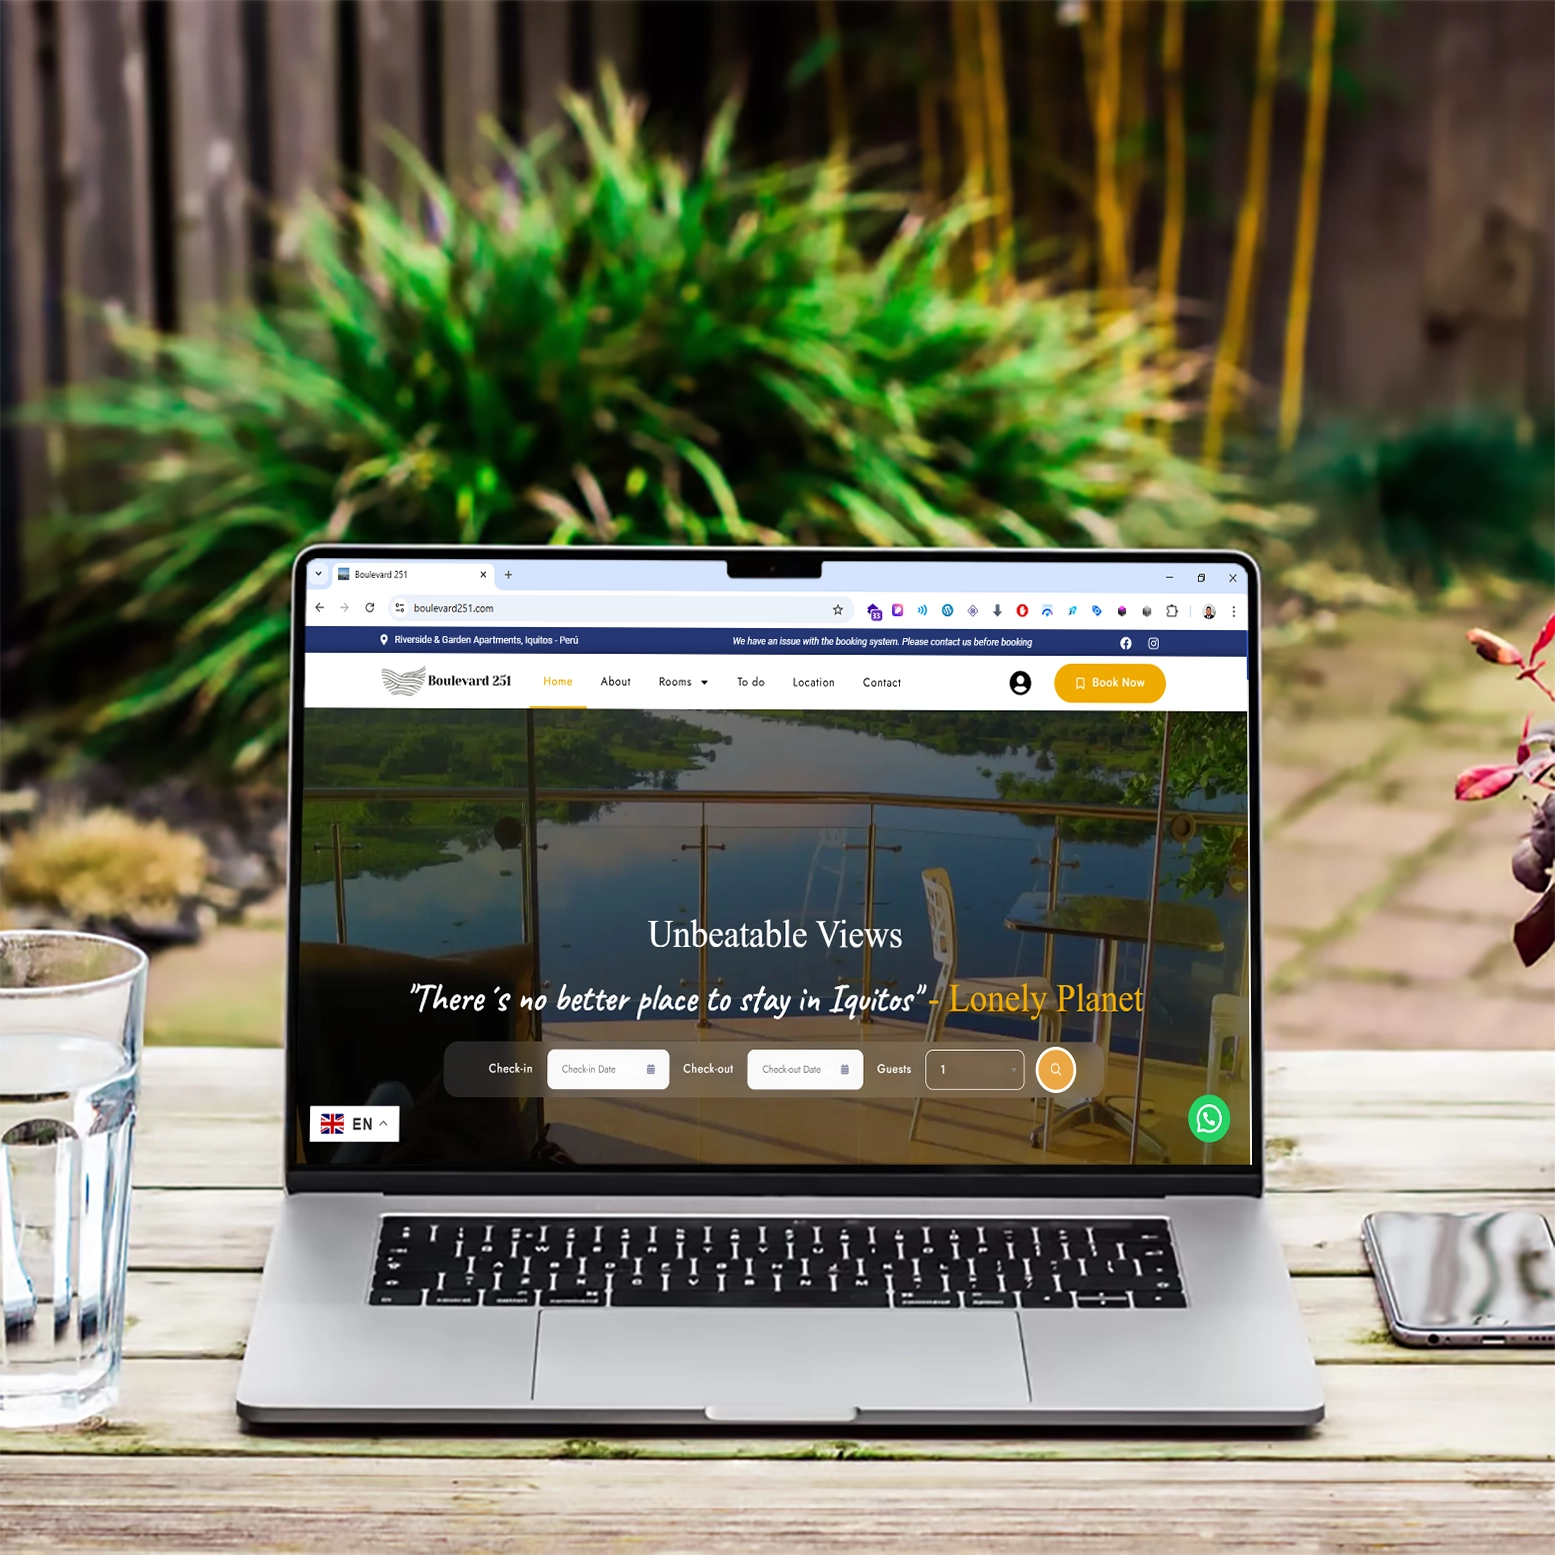 Boulevard 251
boulevard251.com
33
Riverside & Garden Apartments, Iquitos - Perú
We have an issue with the booking system. Please contact us before booking
Boulevard 251
Home
About
Rooms
To do
Location
Contact
Book Now
Unbeatable Views
"There´s no better place to stay in Iquitos" - Lonely Planet
Check-in
Check-in Date
Check-out
Check-out Date
Guests
1
EN